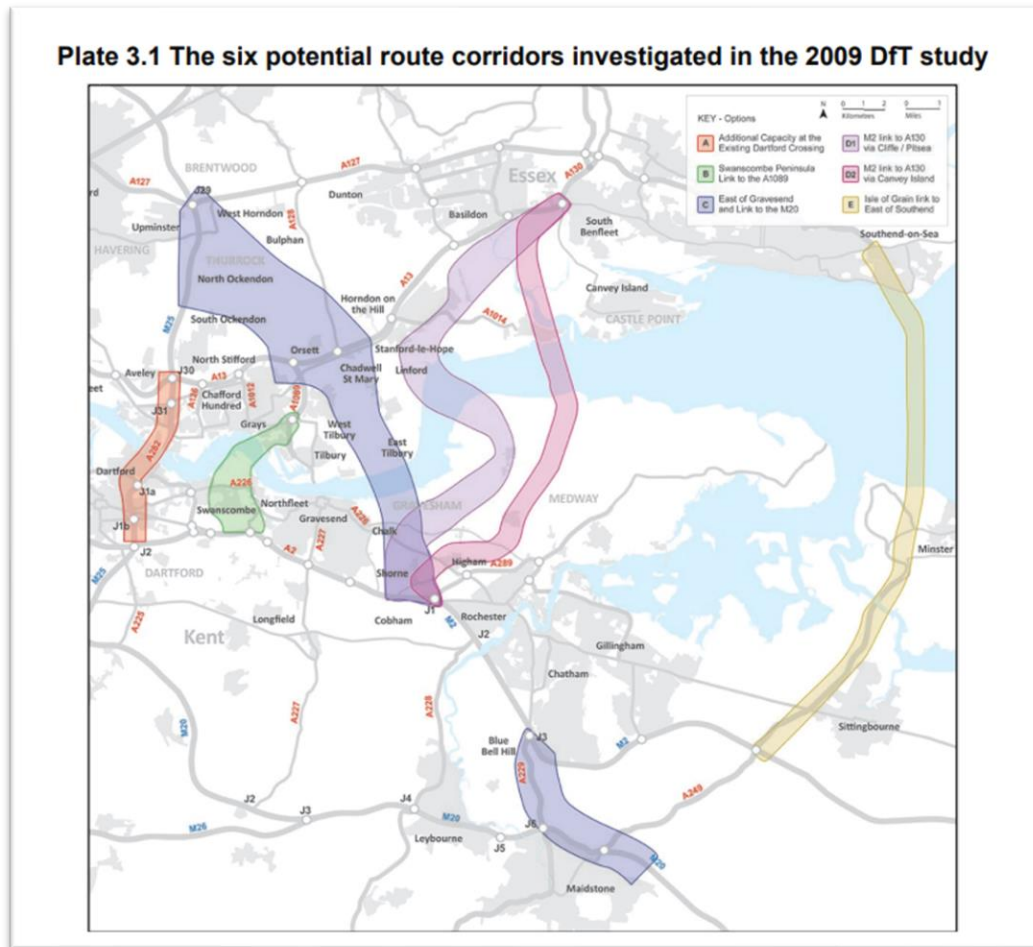 Plate 3.1 The six potential route corridors investigated in the 2009 DfT study
KEY - Options
N
0 1 2
Kilometres
0 1
Miles
A Additional Capacity at the
Existing Dartford Crossing
B Swanscombe Peninsula
Link to the A1089
C East of Gravesend
and Link to the M20
D1 M2 link to A130
via Cliffe / Pitsea
D2 M2 link to A130
via Canvey Island
E Isle of Grain link to
East of Southend
BRENTWOOD
A127
Essex
A130
A127
rd
J29
Dunton
West Horndon
A128
Basildon
South
Benfleet
Upminster
Bulphan
Southend-on-Sea
HAVERING
THURROCK
North Ockendon
A13
Canvey Island
Horndon on
the Hill
CASTLE POINT
M25
South Ockendon
A1014
Stanford-le-Hope
Orsett
North Stifford
Chadwell
St Mary
Linford
Aveley
J30
A13
eet
A126
Chafford
Hundred
A1012
A1089
J31
Grays
West
Tilbury
East
Tilbury
A282
Tilbury
Dartford
A226
J1a
Northfleet
GRAVESHAM
MEDWAY
Swanscombe
Gravesend
A226
J1b
Chalk
A227
A2
J2
Minster
Higham
A289
M25
DARTFORD
Shorne
J1
A225
Longfield
Cobham
M2
Rochester
Kent
J2
Gillingham
Chatham
A227
A228
Sittingbourne
M20
Blue
Bell Hill
J3
M2
A229
A249
J2
J3
J4
M20
M26
J6
Leybourne
J5
M20
Maidstone